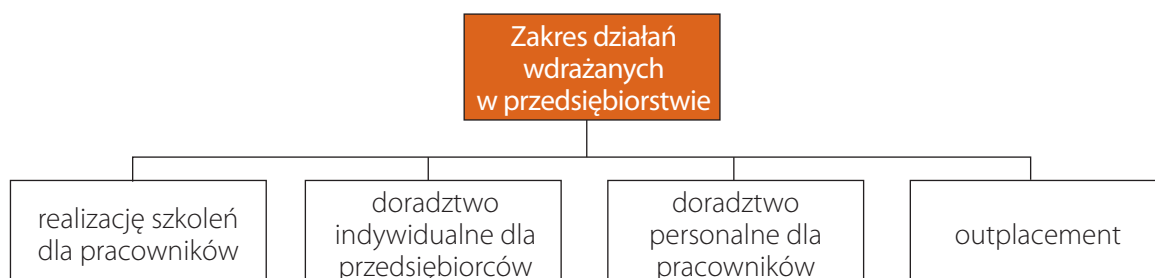 Zakres działań
wdrażanych
w przedsiębiorstwie
realizację szkoleń
dla pracowników
doradztwo
indywidualne dla
przedsiębiorców
doradztwo
personalne dla
pracowników
outplacement